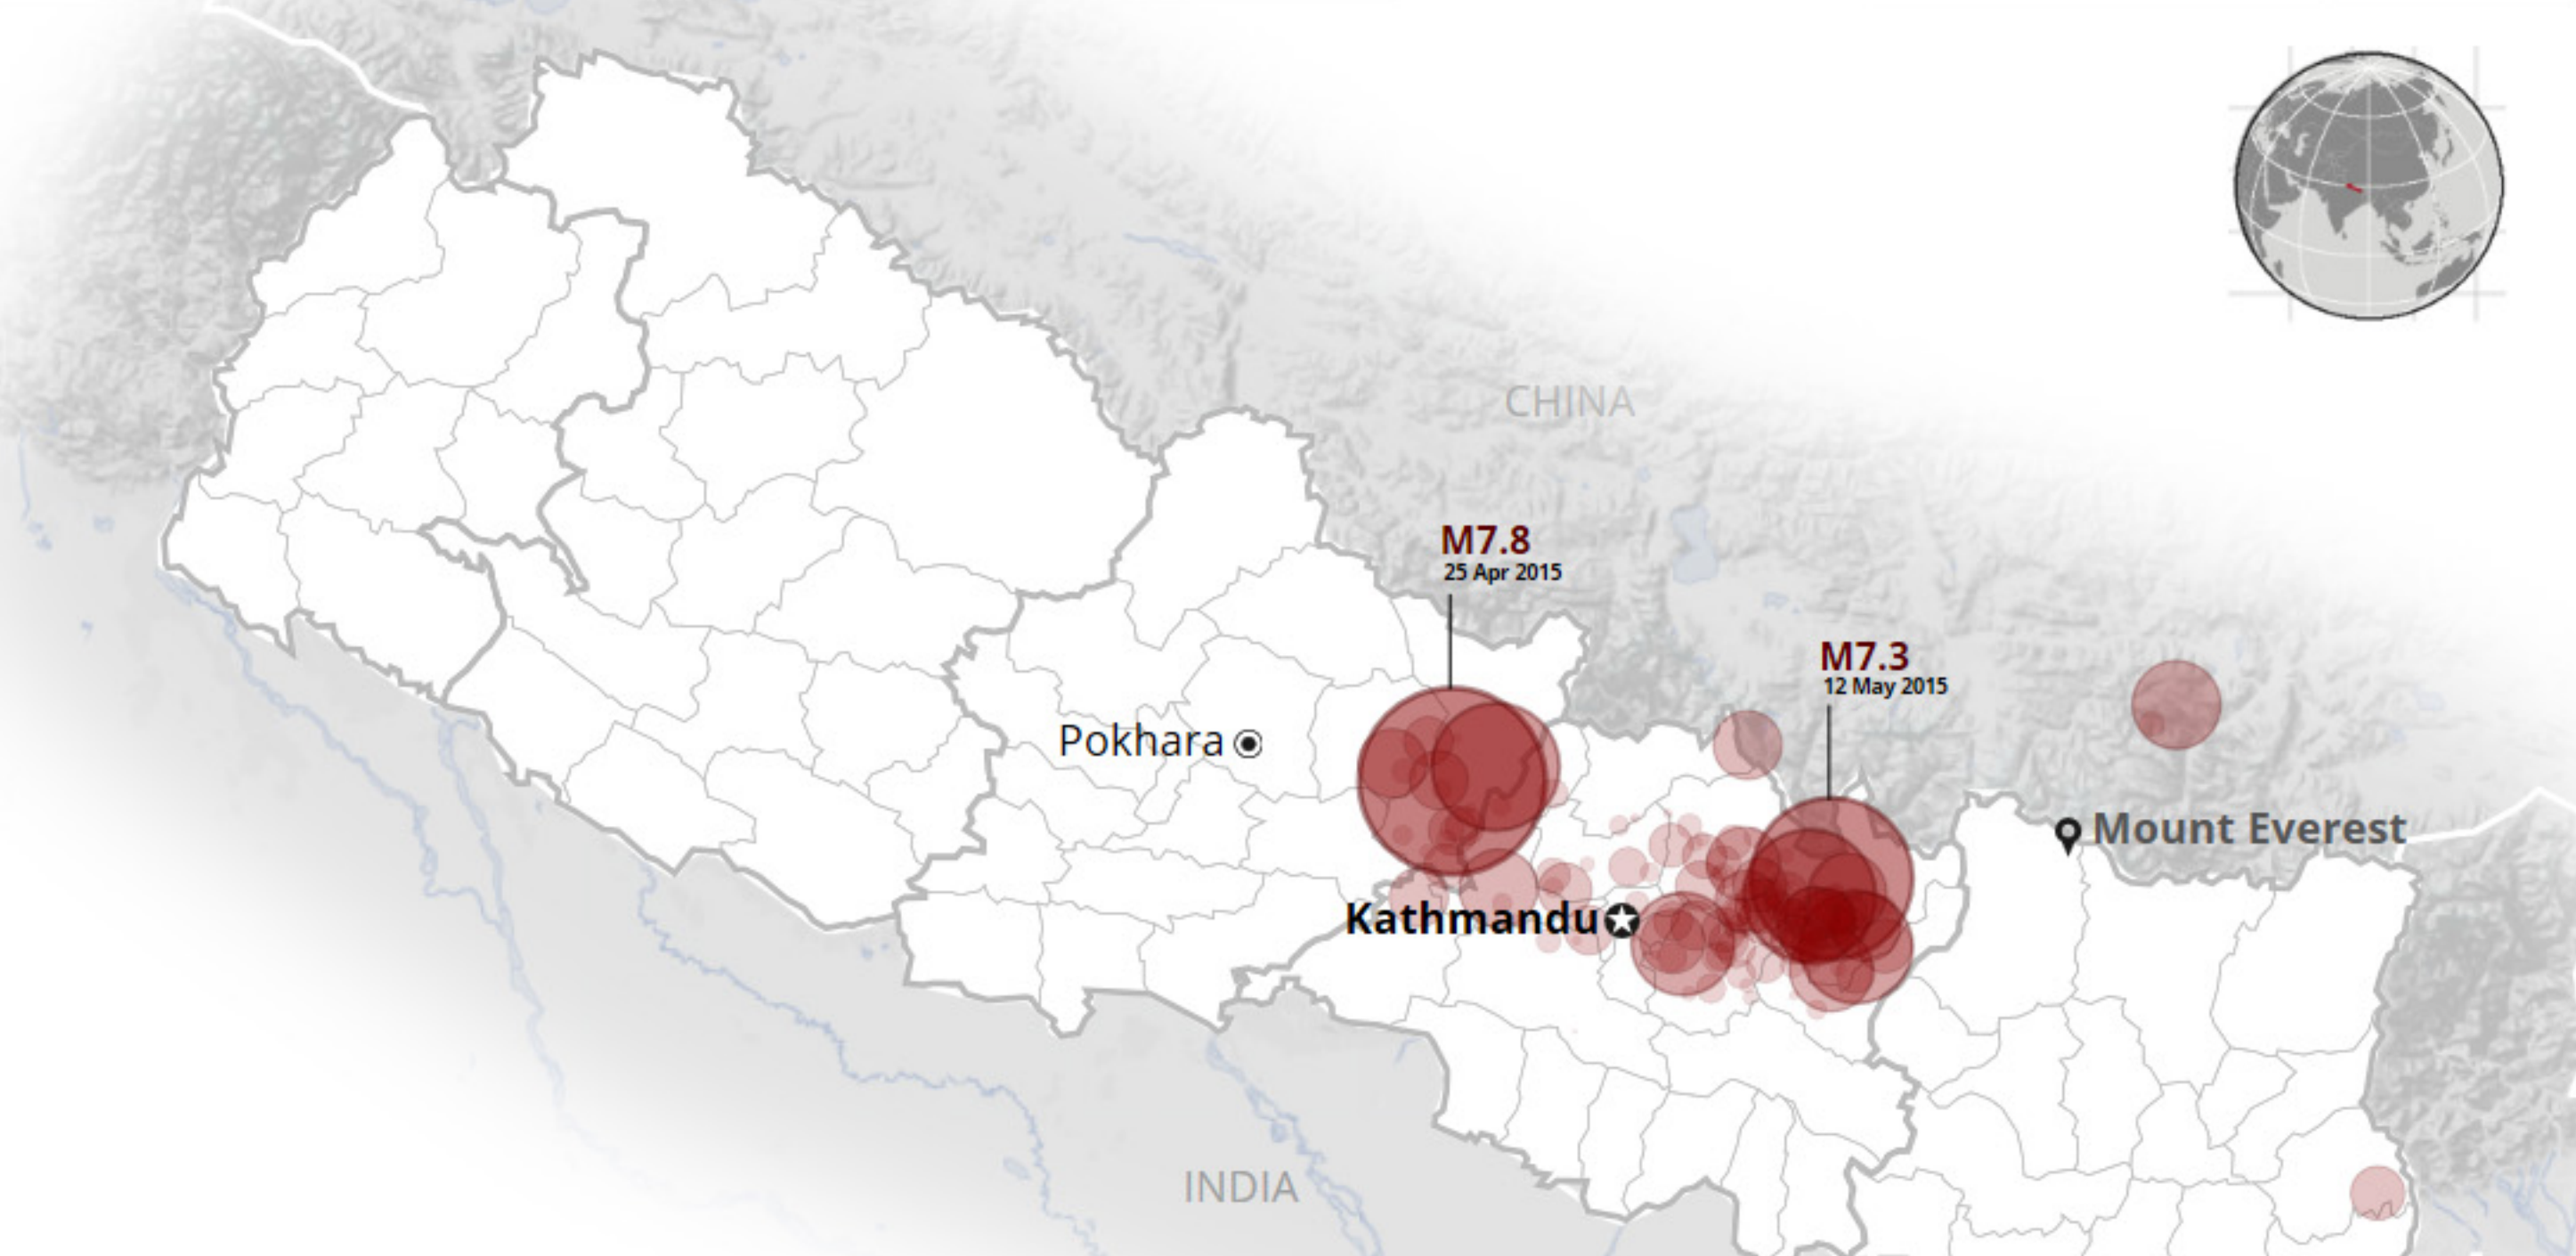 CHINA
M7.8
25 Apr 2015
M7.3
12 May 2015
Pokhara
Mount Everest
Kathmandu
INDIA